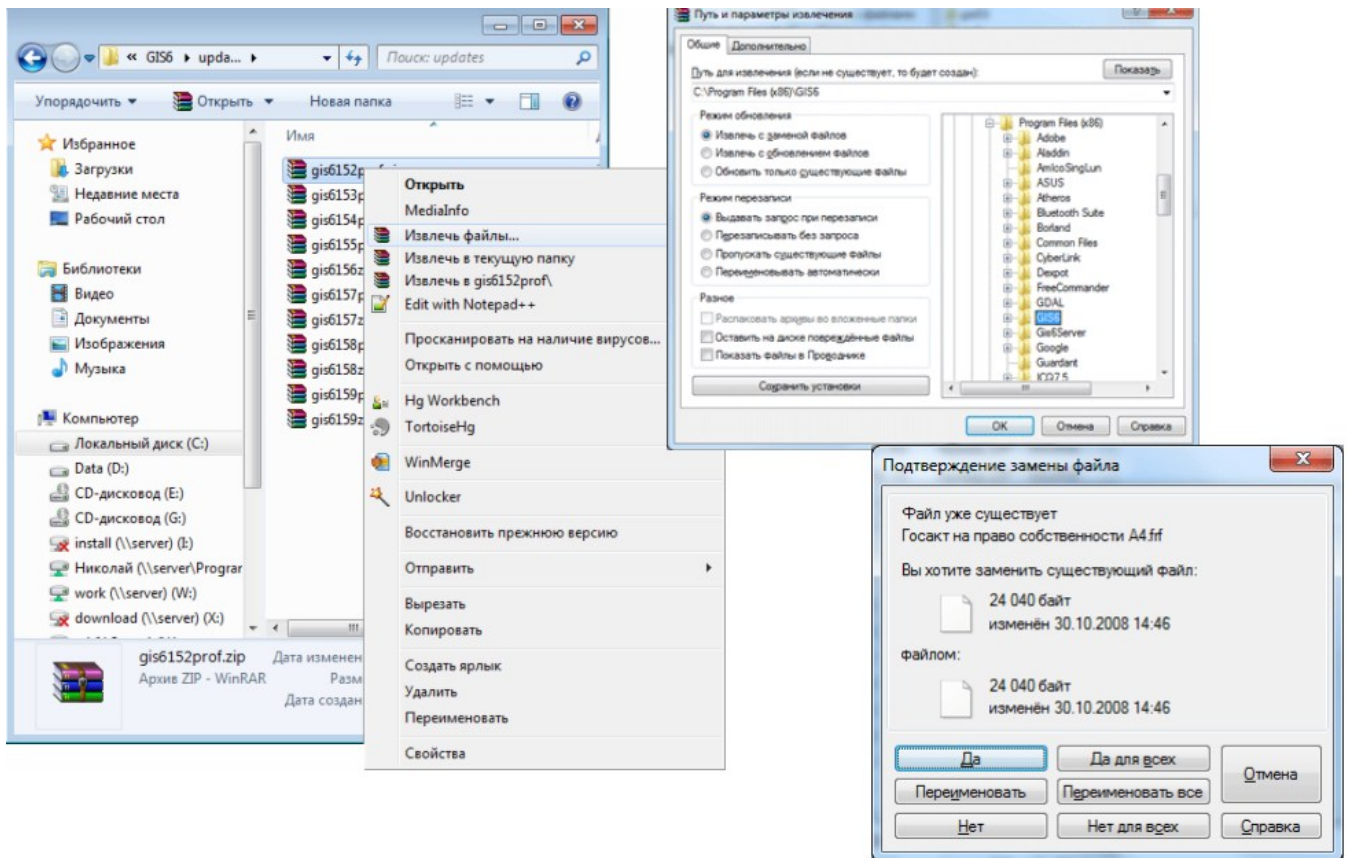 « GIS6 ▸ upda... ▸
Поиск: updates
Упорядочить
Открыть
Новая папка
Избранное
Загрузки
Недавние места
Рабочий стол
Библиотеки
Видео
Документы
Изображения
Музыка
Компьютер
Локальный диск (C:)
Data (D:)
CD-дисковод (E:)
CD-дисковод (G:)
install (\\server) (I:)
Николай (\\server\Progran
work (\\server) (W:)
download (\\server) (X:)
Имя
gis6152prof.zip
gis6153p
gis6154p
gis6155p
gis6156z
gis6157p
gis6157z
gis6158p
gis6158z
gis6159p
gis6159z
gis6152prof.zip
Дата изменен
Архив ZIP - WinRAR
Разм
Дата создан
Открыть
MediaInfo
Извлечь файлы...
Извлечь в текущую папку
Извлечь в gis6152prof\
Edit with Notepad++
Просканировать на наличие вирусов...
Открыть с помощью
Hg Workbench
TortoiseHg
WinMerge
Unlocker
Восстановить прежнюю версию
Отправить
Вырезать
Копировать
Создать ярлык
Удалить
Переименовать
Свойства
Путь и параметры извлечения
Общие
Дополнительно
Путь для извлечения (если не существует, то будет создан):
Показать
C:\Program Files (x86)\GIS6
Режим обновления
Извлечь с заменой файлов
Извлечь с обновлением файлов
Обновить только существующие файлы
Режим перезаписи
Выдавать запрос при перезаписи
Перезаписывать без запроса
Пропускать существующие файлы
Переименовывать автоматически
Разное
Распаковать архивы во вложенные папки
Оставить на диске повреждённые файлы
Показать файлы в Проводнике
Сохранить установки
Program Files (x86)
Adobe
Aladdin
AmicoSingLun
ASUS
Atheros
Bluetooth Suite
Borland
Common Files
CyberLink
Dexpot
FreeCommander
GDAL
GIS6
Gis6Server
Google
Guardant
ICQ7.5
OK
Отмена
Справка
Подтверждение замены файла
Файл уже существует
Госакт на право собственности А4.frf
Вы хотите заменить существующий файл:
24 040 байт
изменён 30.10.2008 14:46
файлом:
24 040 байт
изменён 30.10.2008 14:46
Да
Да для всех
Отмена
Переименовать
Переименовать все
Нет
Нет для всех
Справка